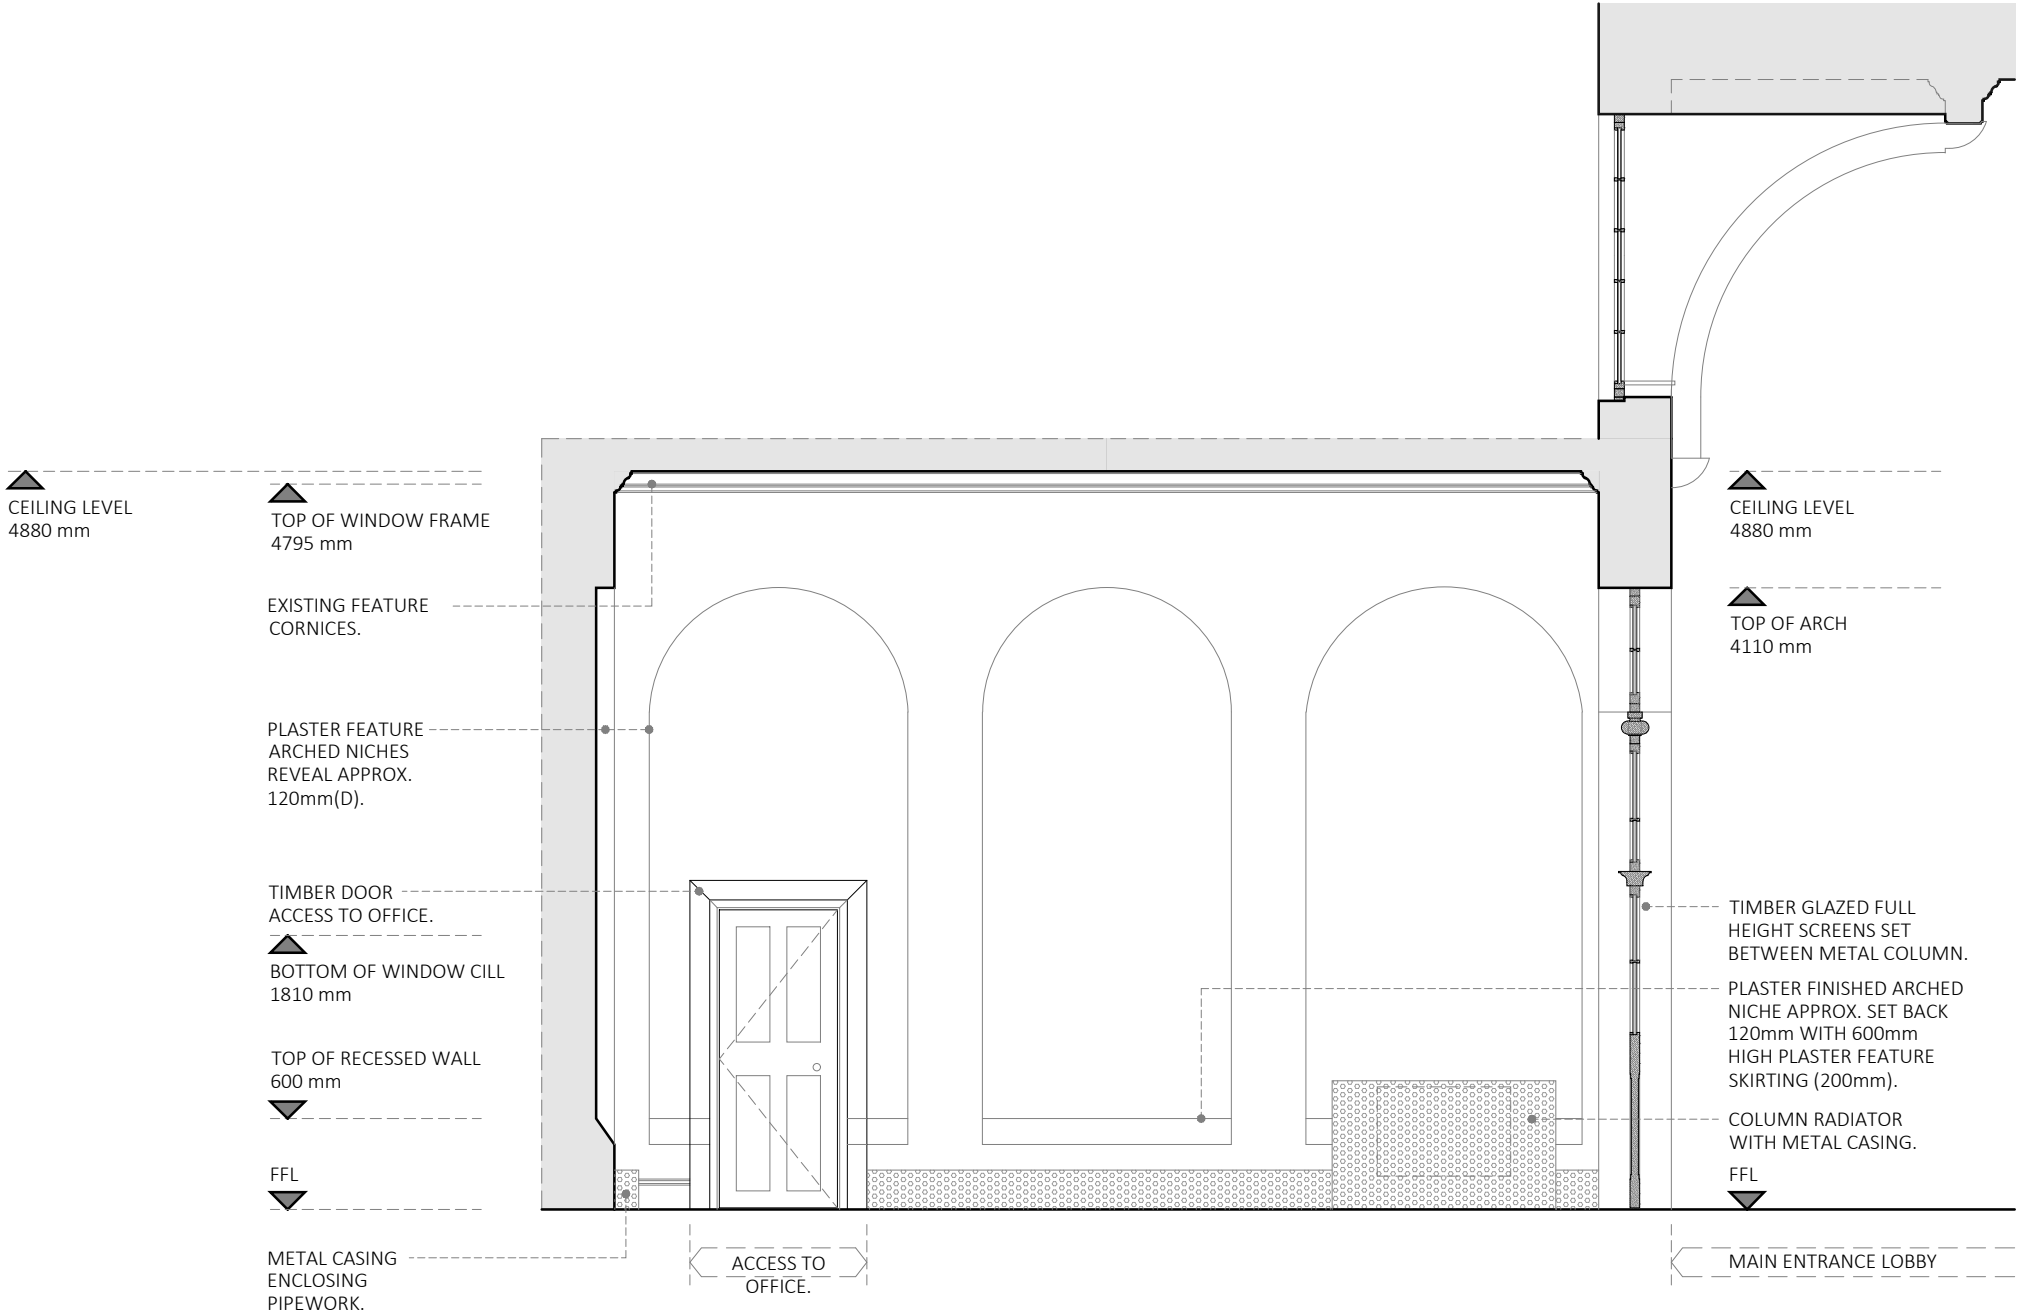 CEILING LEVEL
4880 mm
TOP OF WINDOW FRAME
4795 mm
EXISTING FEATURE
CORNICES.
PLASTER FEATURE
ARCHED NICHES
REVEAL APPROX.
120mm(D).
TIMBER DOOR
ACCESS TO OFFICE.
BOTTOM OF WINDOW CILL
1810 mm
TOP OF RECESSED WALL
600 mm
FFL
METAL CASING
ENCLOSING
PIPEWORK.
ACCESS TO
OFFICE.
CEILING LEVEL
4880 mm
TOP OF ARCH
4110 mm
TIMBER GLAZED FULL
HEIGHT SCREENS SET
BETWEEN METAL COLUMN.
PLASTER FINISHED ARCHED
NICHE APPROX. SET BACK
120mm WITH 600mm
HIGH PLASTER FEATURE
SKIRTING (200mm).
COLUMN RADIATOR
WITH METAL CASING.
FFL
MAIN ENTRANCE LOBBY